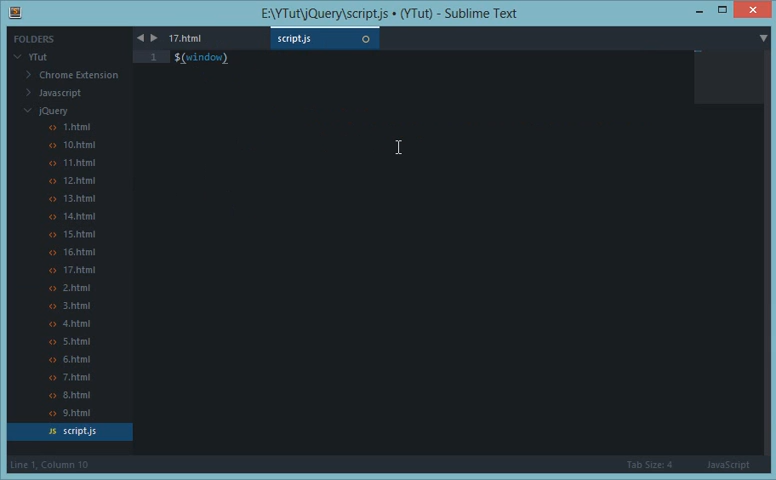 E:\YTut\jQuery\script.js • (YTut) - Sublime Text
FOLDERS
YTut
Chrome Extension
Javascript
jQuery
1.html
10.html
11.html
12.html
13.html
14.html
15.html
16.html
17.html
2.html
3.html
4.html
5.html
6.html
7.html
8.html
9.html
JS script.js
17.html
script.js
1 $(window)
Line 1, Column 10
Tab Size: 4
JavaScript